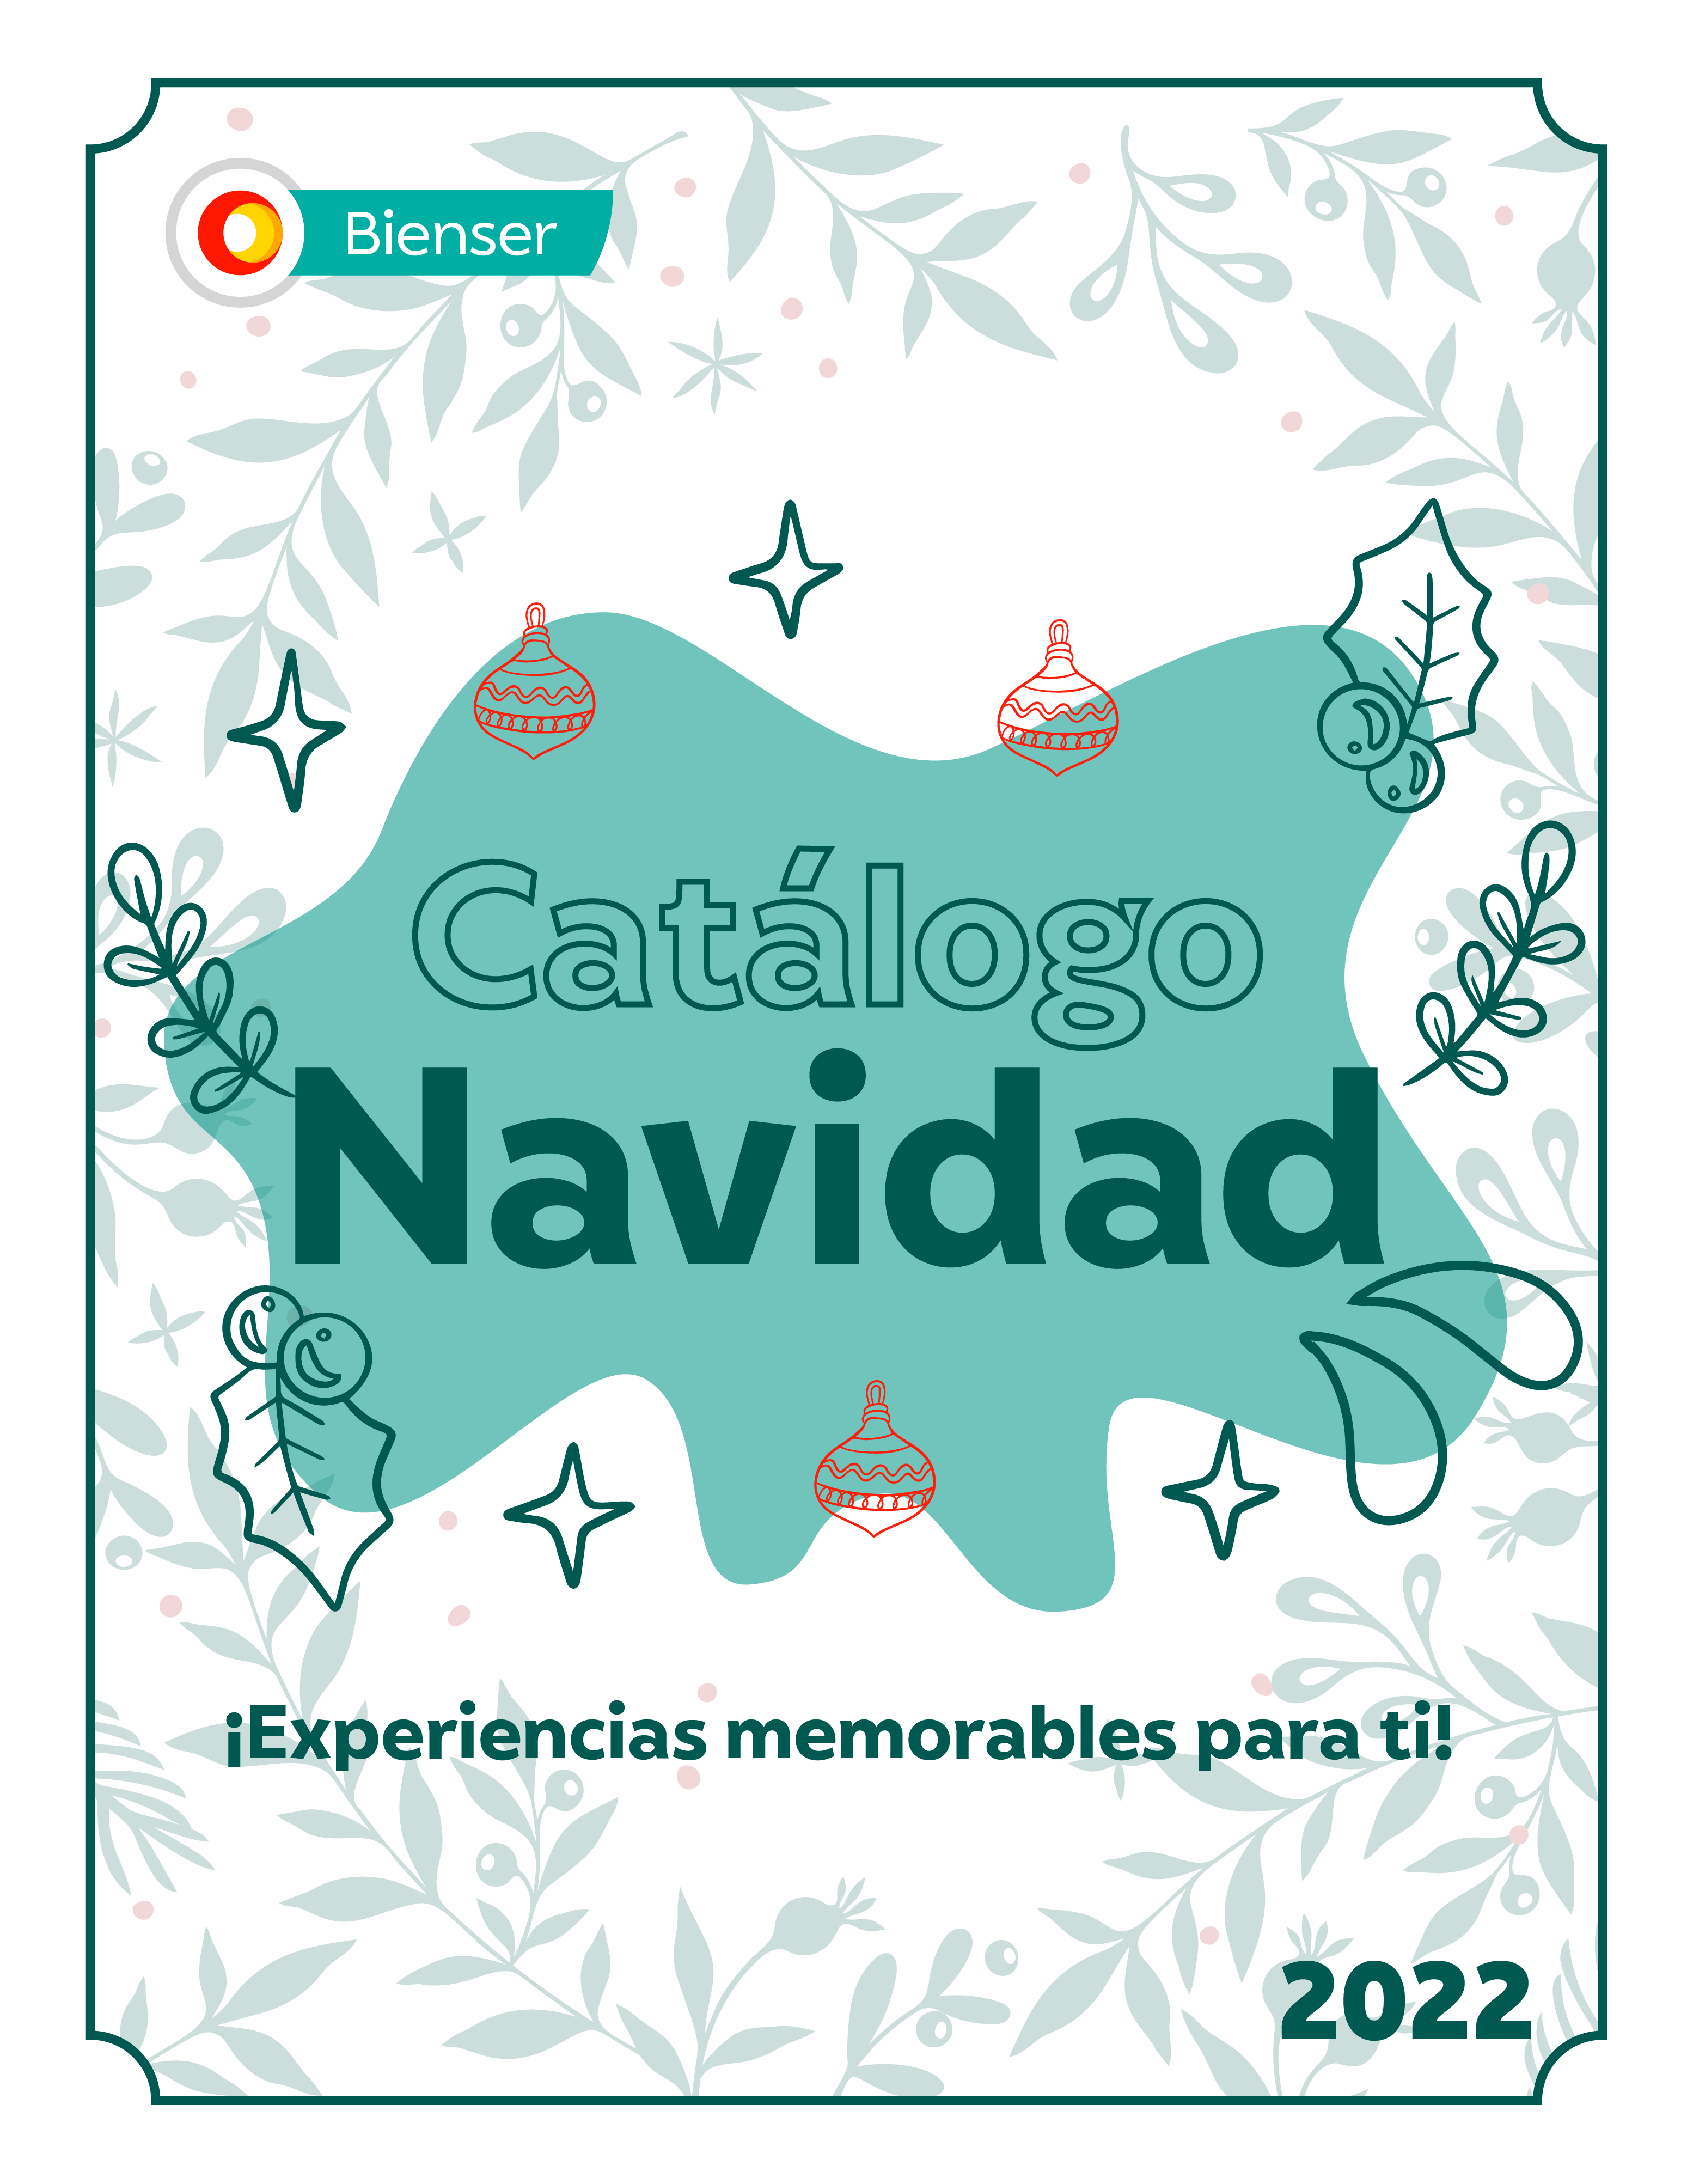 Bienser
Catálogo
Navidad
¡Experiencias memorables para ti!
2022